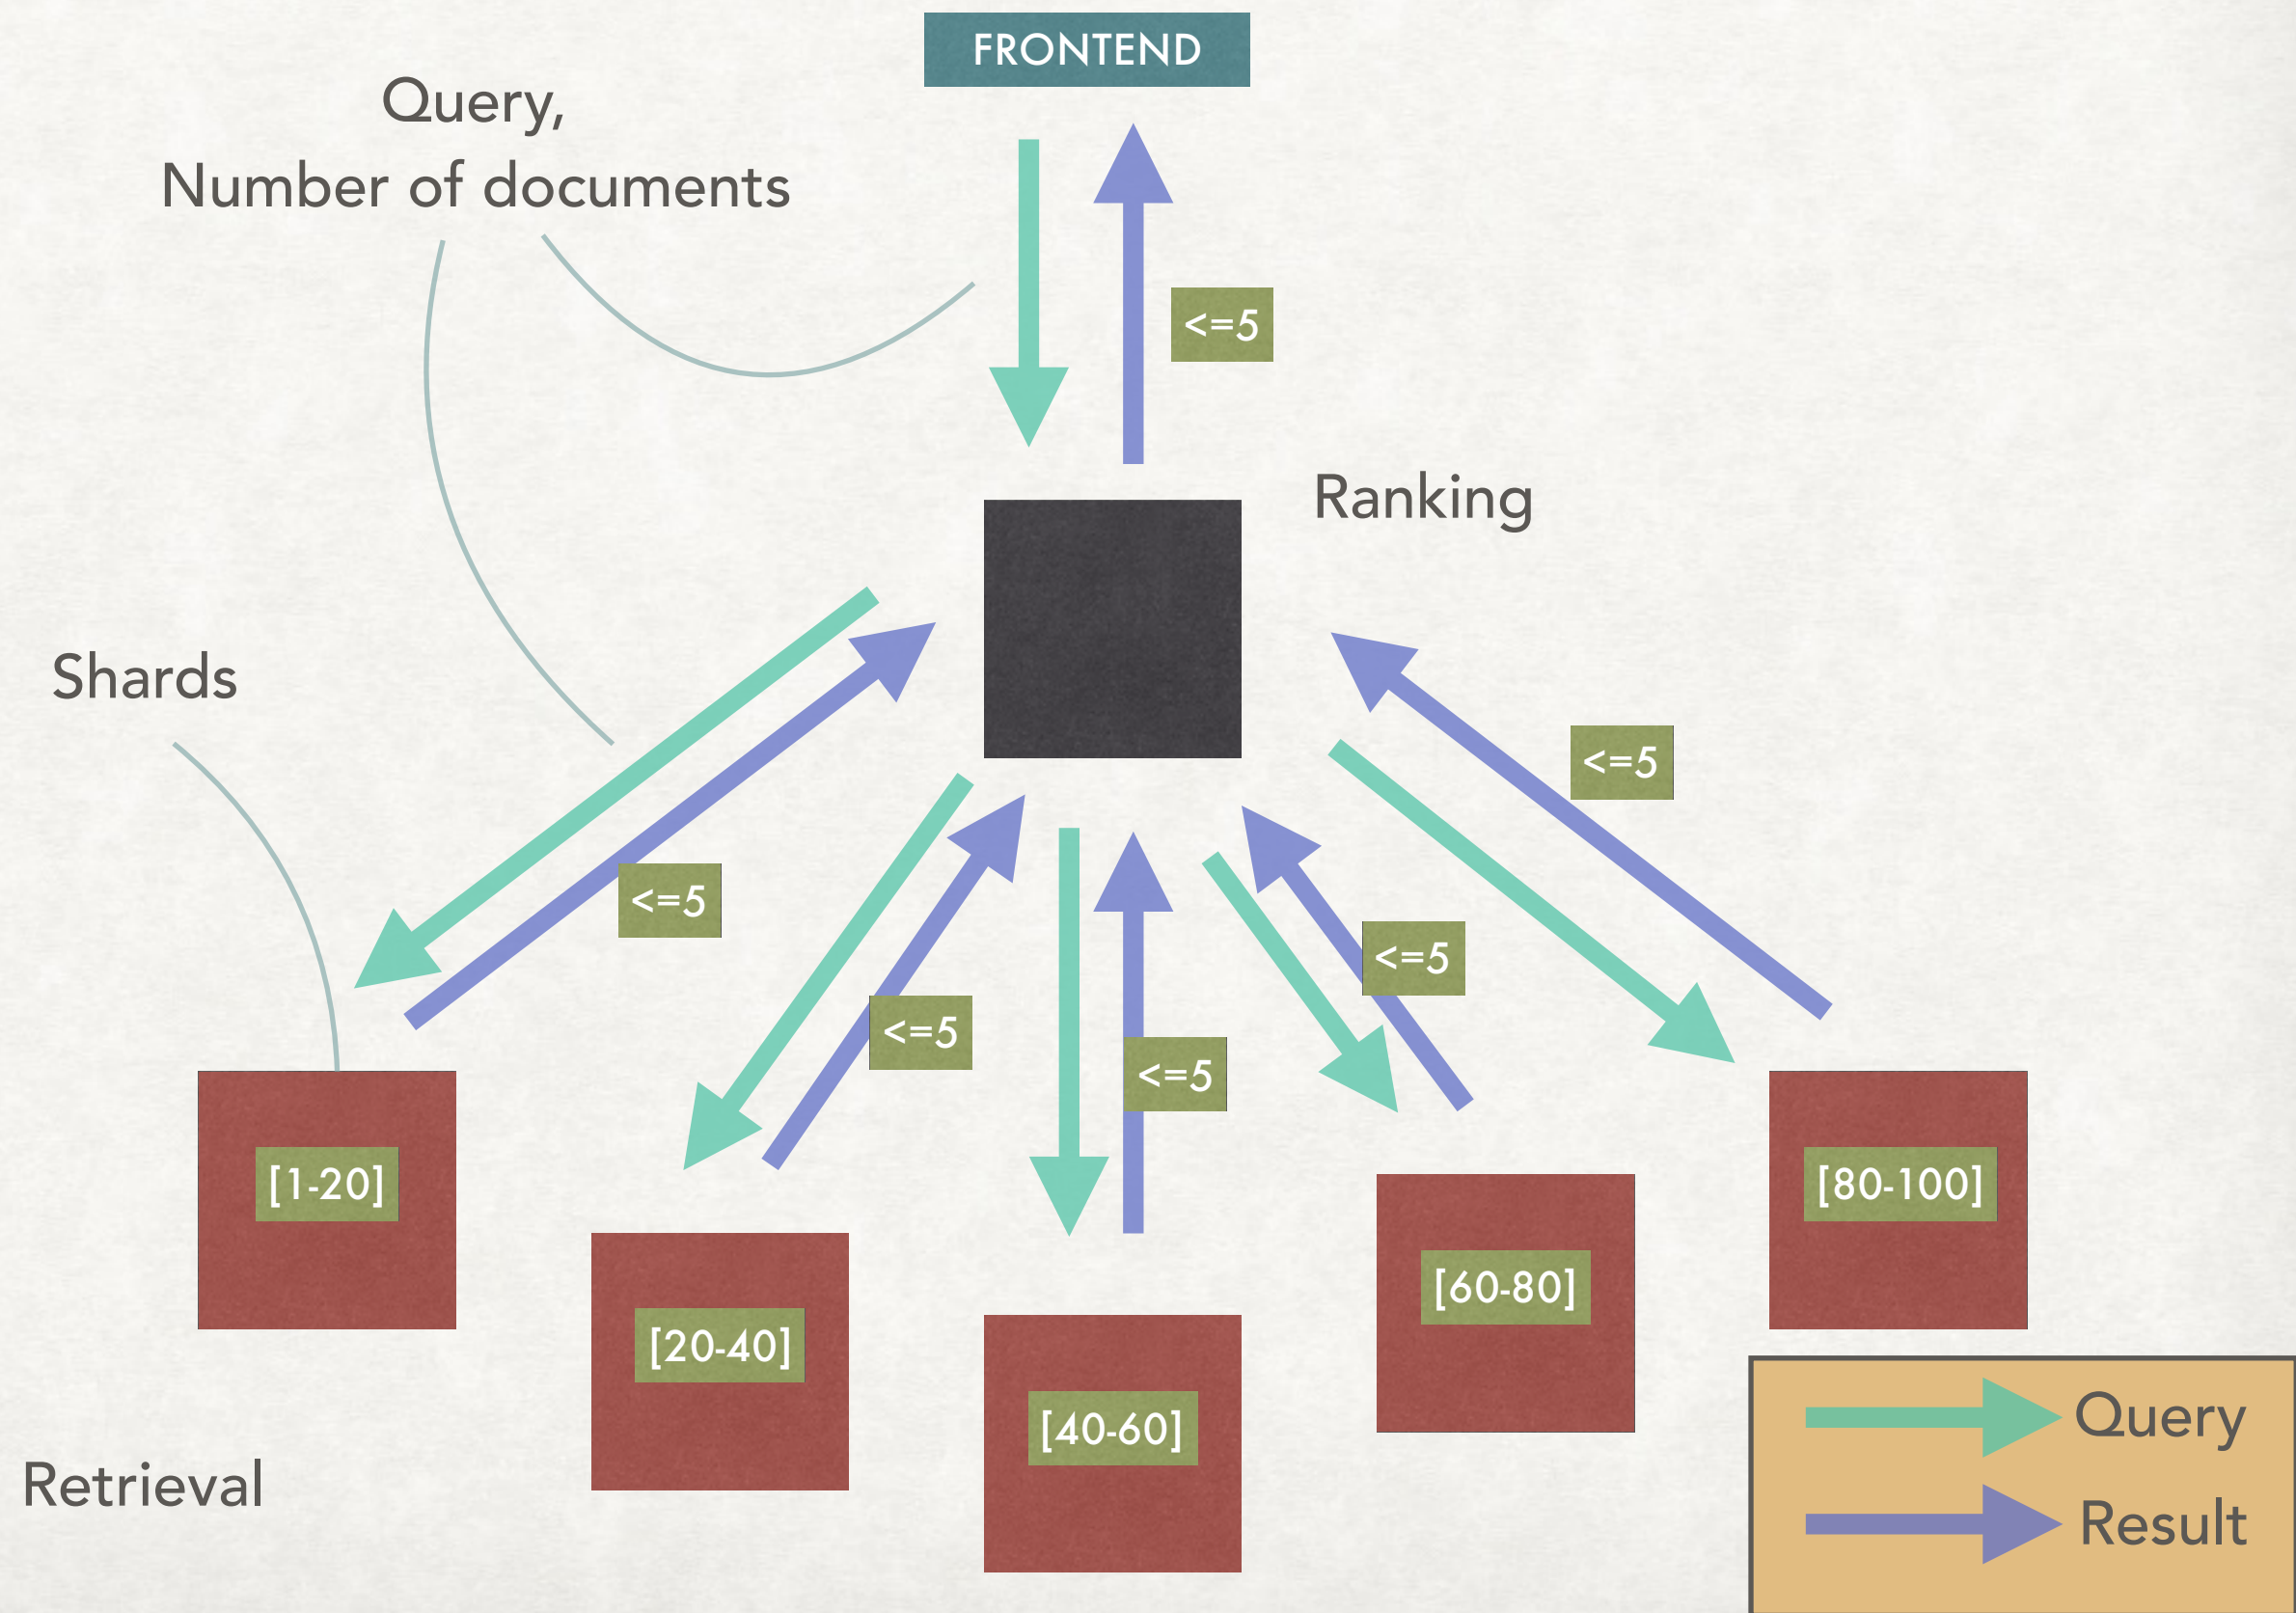 FRONTEND
Query,
Number of documents
<=5
Ranking
Shards
<=5
<=5
<=5
<=5
<=5
[1-20]
[80-100]
[60-80]
[20-40]
[40-60]
Query
Retrieval
Result